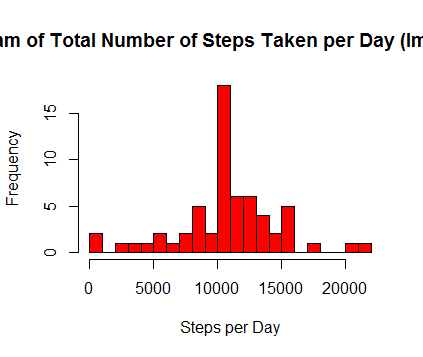 am of Total Number of Steps Taken per Day (Im
Frequency
0 5 10 15
0 5000 10000 15000 20000
Steps per Day